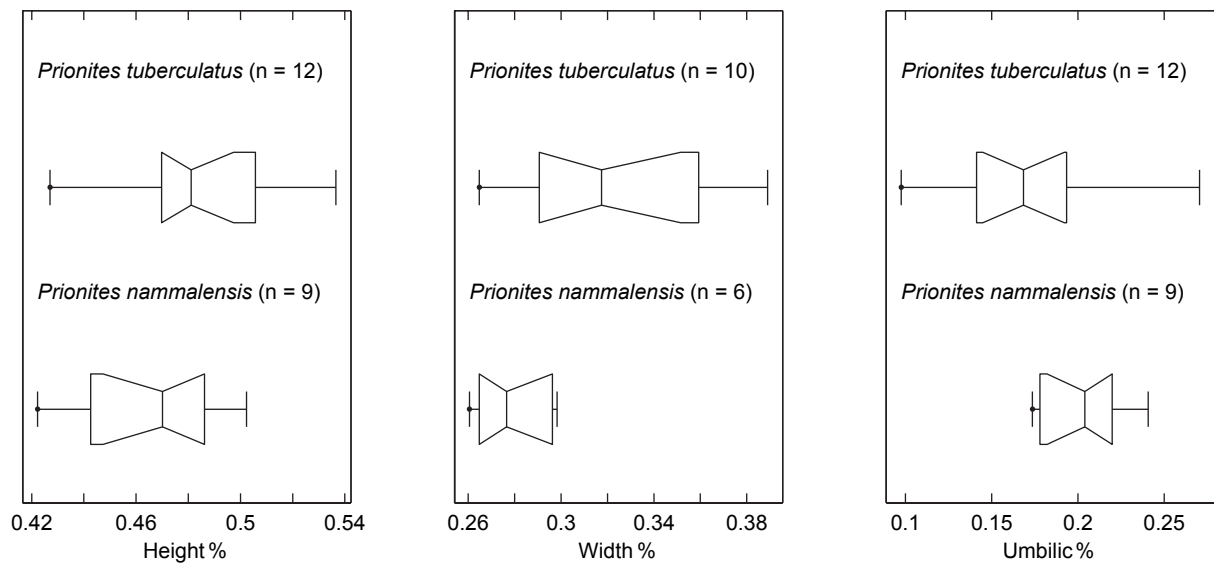 Prionites tuberculatus (n = 12)
Prionites nammalensis (n = 9)
0.42 0.46 0.5 0.54
Height %
Prionites tuberculatus (n = 10)
Prionites nammalensis (n = 6)
0.26 0.3 0.34 0.38
Width %
Prionites tuberculatus (n = 12)
Prionites nammalensis (n = 9)
0.1 0.15 0.2 0.25
Umbilic %